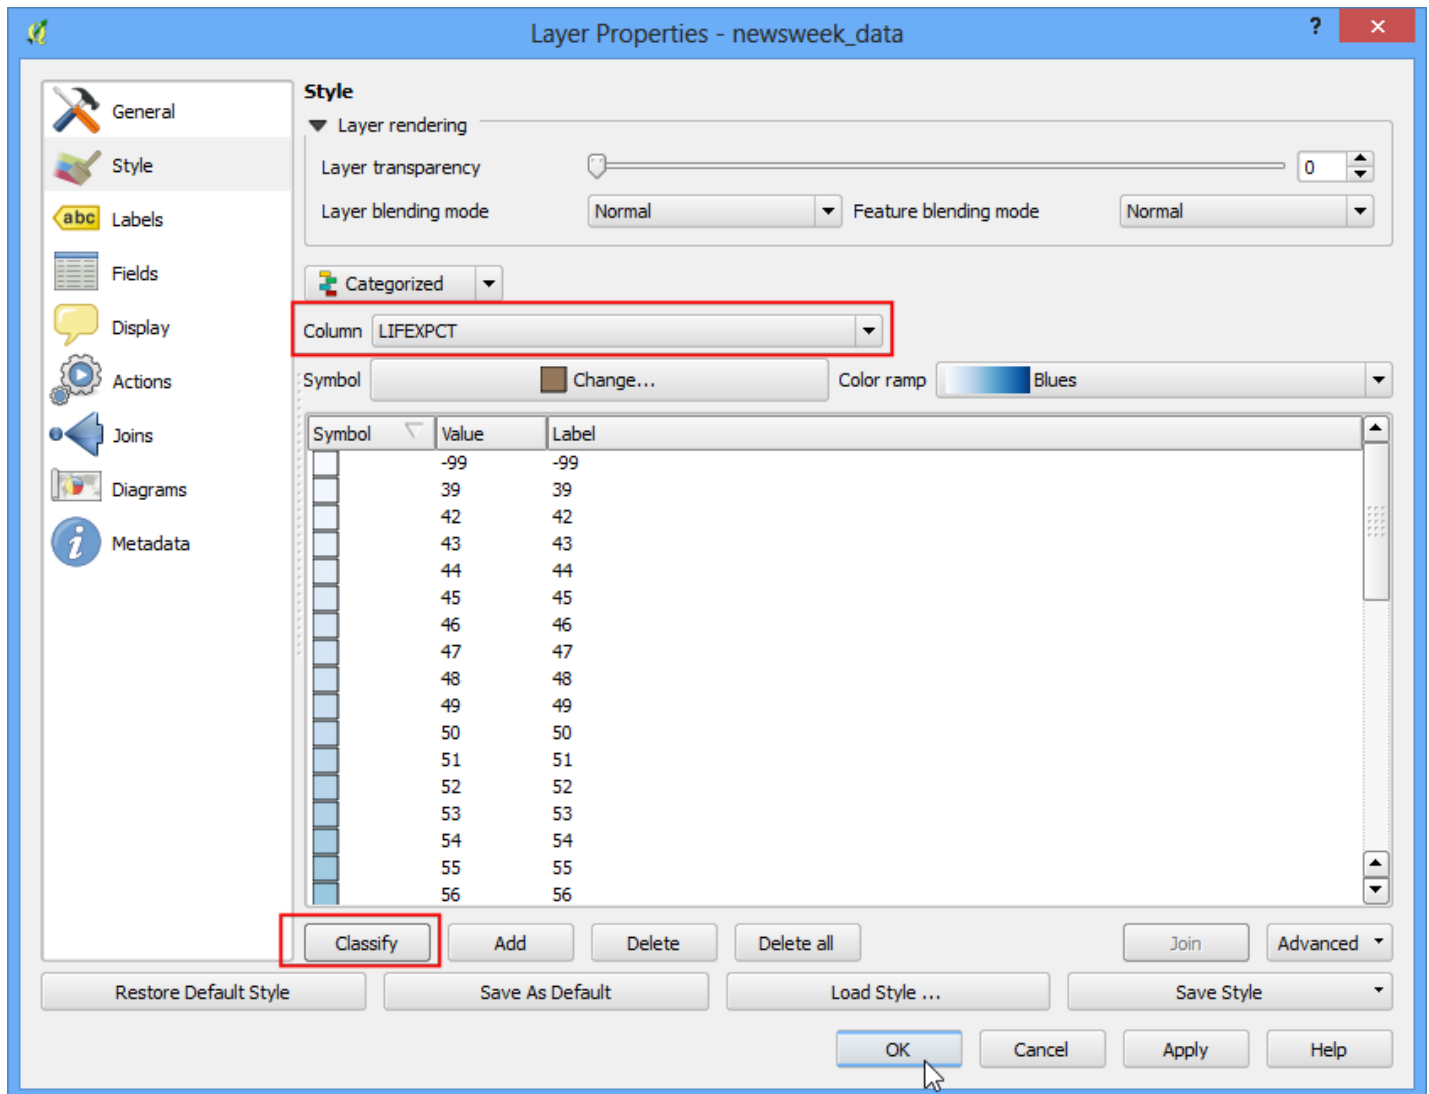 Layer Properties - newsweek_data
?
General
Style
abc Labels
Fields
Display
Actions
Joins
Diagrams
i Metadata
Style
Layer rendering
Layer transparency 0
Layer blending mode Normal Feature blending mode Normal
Categorized
Column LIFEXPCT
Symbol Change... Color ramp Blues
Symbol Value Label
-99 -99
39 39
42 42
43 43
44 44
45 45
46 46
47 47
48 48
49 49
50 50
51 51
52 52
53 53
54 54
55 55
56 56
Classify Add Delete Delete all Join Advanced
Restore Default Style Save As Default Load Style ... Save Style
OK Cancel Apply Help